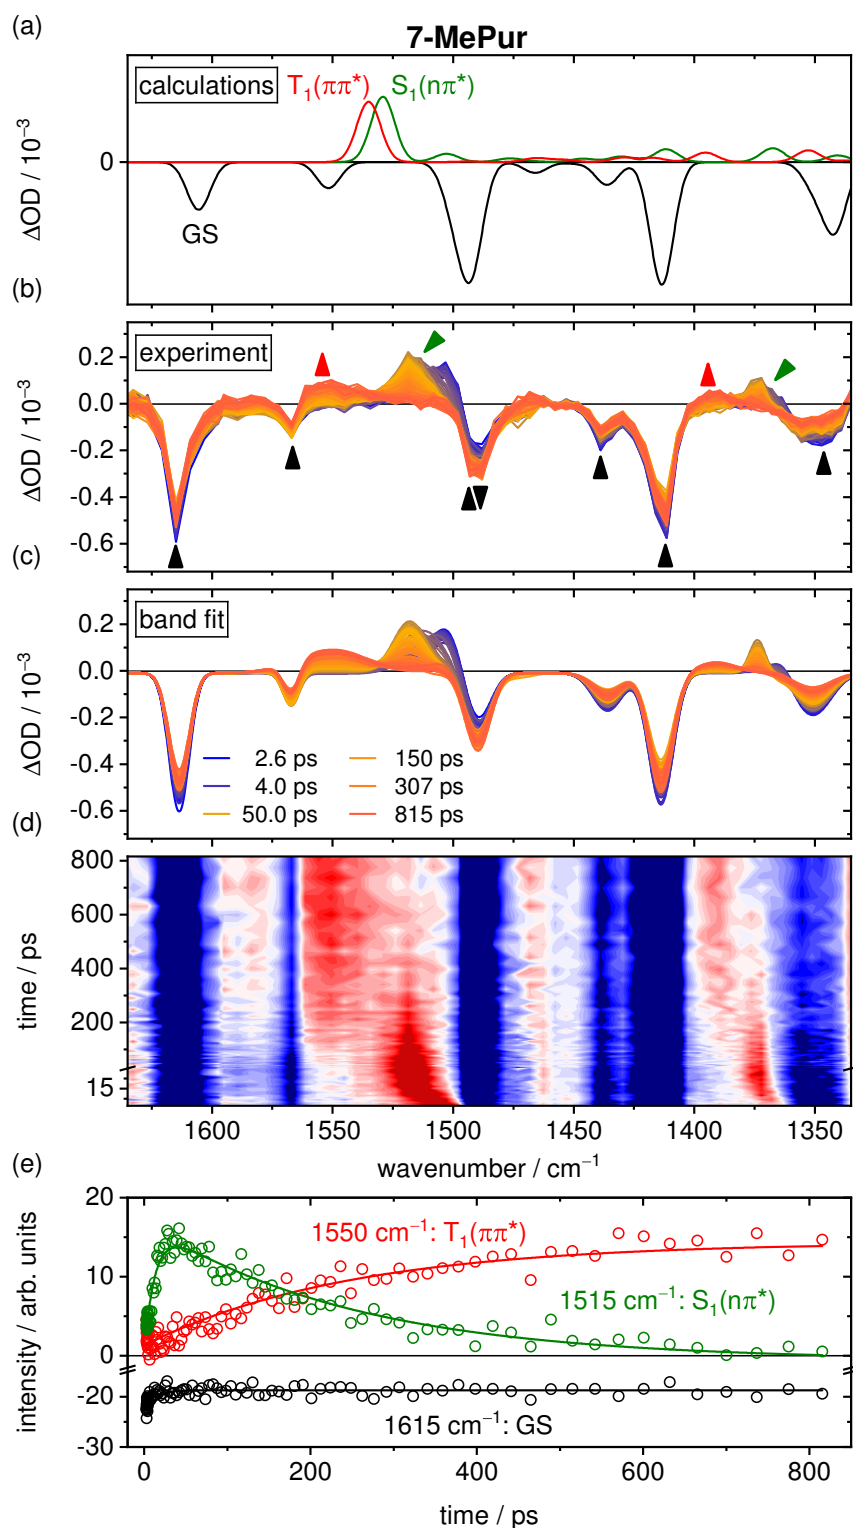 (a)
7-MePur
calculations T₁(ππ*) S₁(nπ*)
0
ΔOD / 10⁻³
GS
(b)
experiment
0.2
0.0
-0.2
-0.4
-0.6
ΔOD / 10⁻³
(c)
band fit
0.2
0.0
-0.2
-0.4
-0.6
ΔOD / 10⁻³
2.6 ps 150 ps
4.0 ps 307 ps
50.0 ps 815 ps
(d)
800
600
400
200
15
time / ps
1600 1550 1500 1450 1400 1350
wavenumber / cm⁻¹
(e)
20
10
0
-20
-30
intensity / arb. units
1550 cm⁻¹: T₁(ππ*)
1515 cm⁻¹: S₁(nπ*)
1615 cm⁻¹: GS
0 200 400 600 800
time / ps